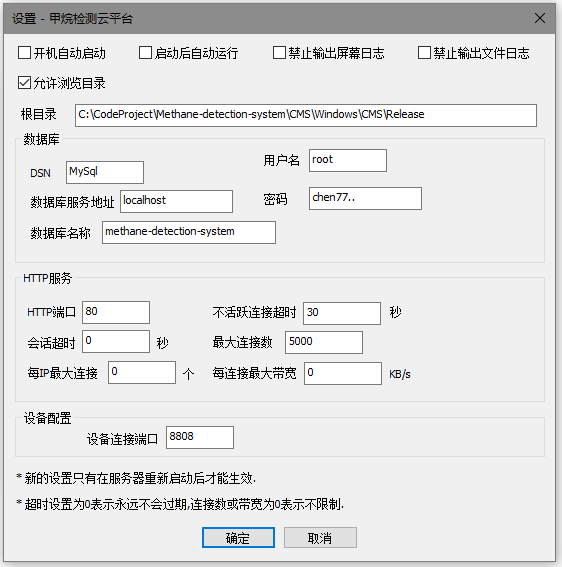 设置 - 甲烷检测云平台
开机自动启动 启动后自动运行 禁止输出屏幕日志 禁止输出文件日志
允许浏览目录
根目录 C:\CodeProject\Methane-detection-system\CMS\Windows\CMS\Release
数据库
DSN MySql 用户名 root
数据库服务地址 localhost 密码 chen77..
数据库名称 methane-detection-system
HTTP服务
HTTP端口 80 不活跃连接超时 30 秒
会话超时 0 秒 最大连接数 5000
每IP最大连接 0 个 每连接最大带宽 0 KB/s
设备配置
设备连接端口 8808
* 新的设置只有在服务器重新启动后才能生效.
* 超时设置为0表示永远不会过期,连接数或带宽为0表示不限制.
确定 取消